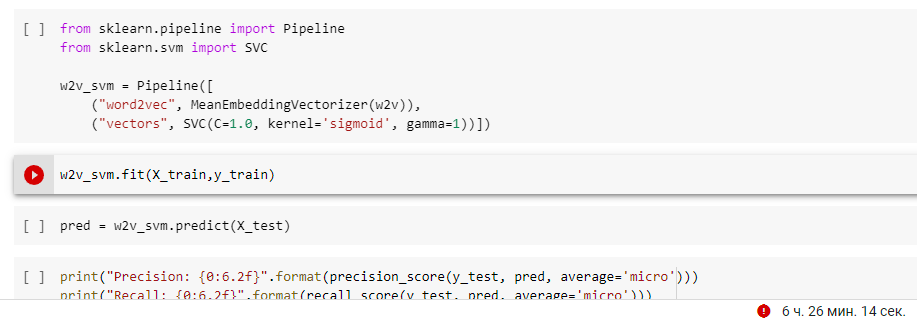 [ ] from sklearn.pipeline import Pipeline
from sklearn.svm import SVC
w2v_svm = Pipeline([
("word2vec", MeanEmbeddingVectorizer(w2v)),
("vectors", SVC(C=1.0, kernel='sigmoid', gamma=1))])
w2v_svm.fit(X_train,y_train)
[ ] pred = w2v_svm.predict(X_test)
[ ] print("Precision: {0:6.2f}".format(precision_score(y_test, pred, average='micro')))
print("Recall: {0:6.2f}".format(recall_score(y_test, pred, average='micro')))
6 ч. 26 мин. 14 сек.